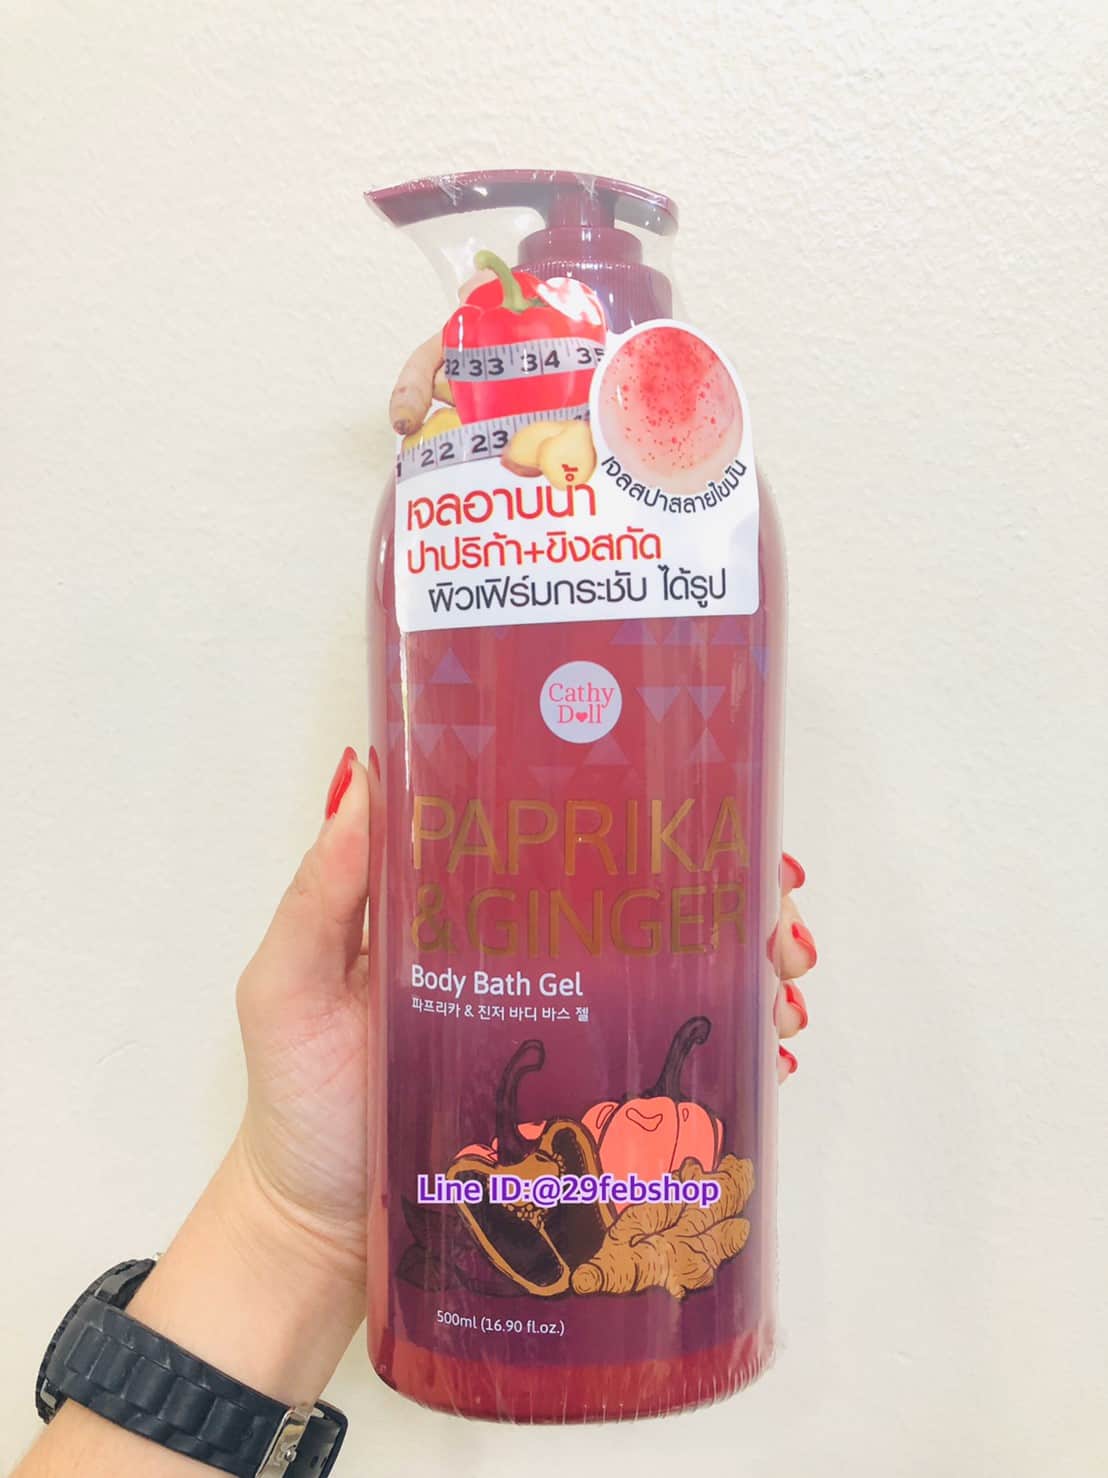 32 33 34 35
22 23
เจลสปาสลายไขมัน
เจลอาบน้ำ
ปาปริก้า+ขิงสกัด
ผิวเฟิร์มกระชับ ได้รูป
Cathy
Doll
PAPRIKA
&GINGER
Body Bath Gel
파프리카 & 진저 바디 바스 젤
Line ID:@29febshop
500ml (16.90 fl.oz.)